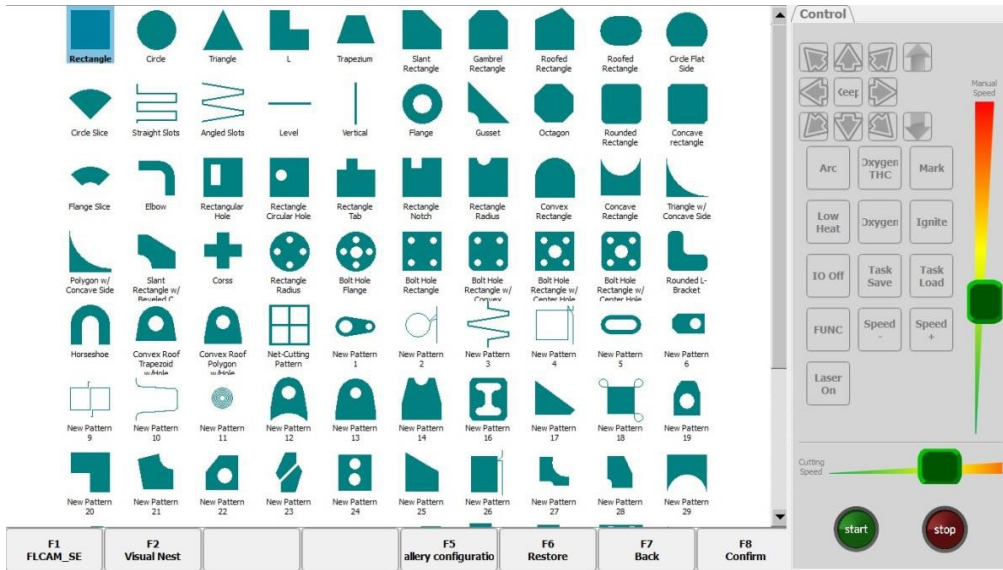 Control
Rectangle
Circle
Triangle
L
Trapezium
Slant
Rectangle
Gambrel
Rectangle
Roofed
Rectangle
Roofed
Rectangle
Circle Flat
Side
Circle Slice
Straight Slots
Angled Slots
Level
Vertical
Flange
Gusset
Octagon
Rounded
Rectangle
Concave
rectangle
Flange Slice
Elbow
Rectangular
Hole
Rectangle
Circular Hole
Rectangle
Tab
Rectangle
Notch
Rectangle
Radius
Convex
Rectangle
Concave
Rectangle
Triangle w/
Concave Side
Polygon w/
Concave Side
Slant
Rectangle w/
Beveled C
Corss
Rectangle
Radius
Bolt Hole
Flange
Bolt Hole
Rectangle
Bolt Hole
Rectangle w/
Convex
Bolt Hole
Rectangle w/
Center Hole
Bolt Hole
Rectangle w/
Center Hole
Rounded L-
Bracket
Horseshoe
Convex Roof
Trapezoid
w/Hole
Convex Roof
Polygon
w/Hole
Net-Cutting
Pattern
New Pattern
1
New Pattern
2
New Pattern
3
New Pattern
4
New Pattern
5
New Pattern
6
New Pattern
9
New Pattern
10
New Pattern
11
New Pattern
12
New Pattern
13
New Pattern
14
New Pattern
16
New Pattern
17
New Pattern
18
New Pattern
19
New Pattern
20
New Pattern
21
New Pattern
22
New Pattern
23
New Pattern
24
New Pattern
25
New Pattern
26
New Pattern
27
New Pattern
28
New Pattern
29
Keep
Manual
Speed
Arc
Oxygen
THC
Mark
Low
Heat
Oxygen
Ignite
IO Off
Task
Save
Task
Load
FUNC
Speed
-
Speed
+
Laser
On
Cutting
Speed
start
stop
F1
FLCAM_SE
F2
Visual Nest
F5
allery configuratio
F6
Restore
F7
Back
F8
Confirm